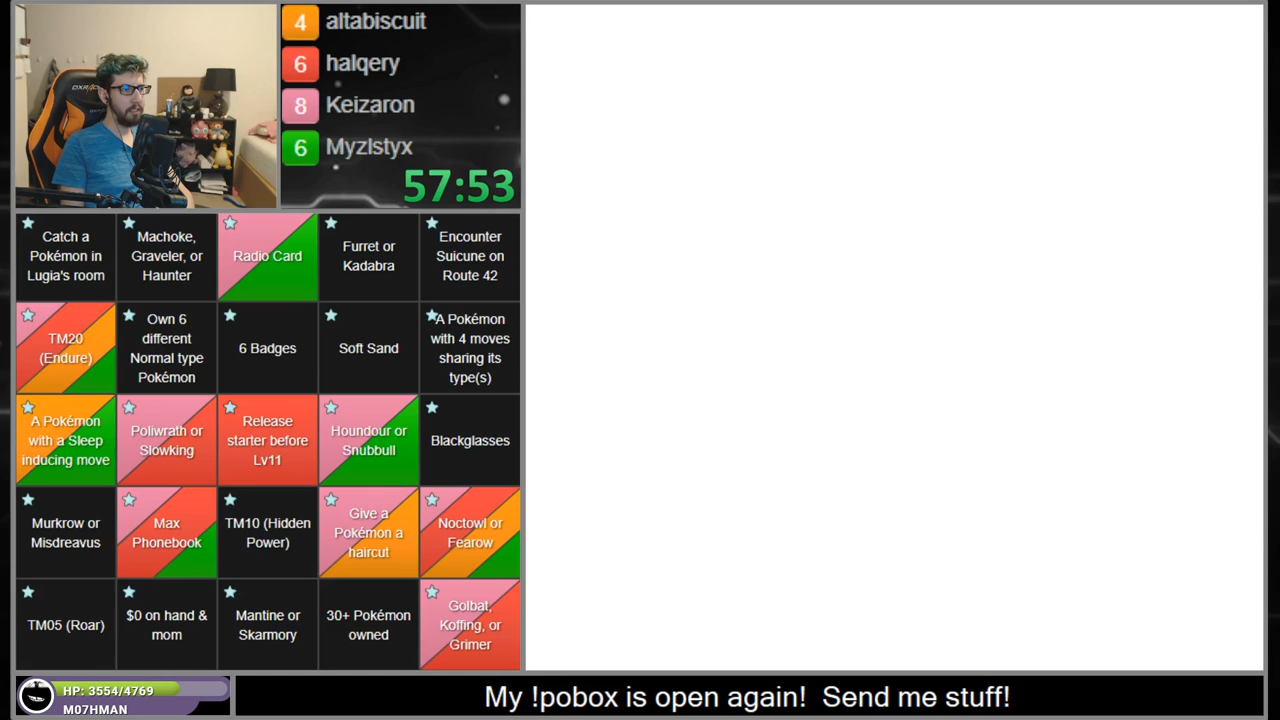 4 altabiscuit
6 halqery
8 Keizaron
6 Myzlstyx
57:53
Catch a
Pokémon in
Lugia's room
Machoke,
Graveler, or
Haunter
Radio Card
Furret or
Kadabra
Encounter
Suicune on
Route 42
TM20
(Endure)
Own 6
different
Normal type
Pokémon
6 Badges
Soft Sand
A Pokémon
with 4 moves
sharing its
type(s)
A Pokémon
with a Sleep
inducing move
Poliwrath or
Slowking
Release
starter before
Lv11
Houndour or
Snubbull
Blackglasses
Murkrow or
Misdreavus
Max
Phonebook
TM10 (Hidden
Power)
Give a
Pokémon a
haircut
Noctowl or
Fearow
TM05 (Roar)
$0 on hand &
mom
Mantine or
Skarmory
30+ Pokémon
owned
Golbat,
Koffing, or
Grimer
HP: 3554/4769
M07HMAN
My !pobox is open again! Send me stuff!